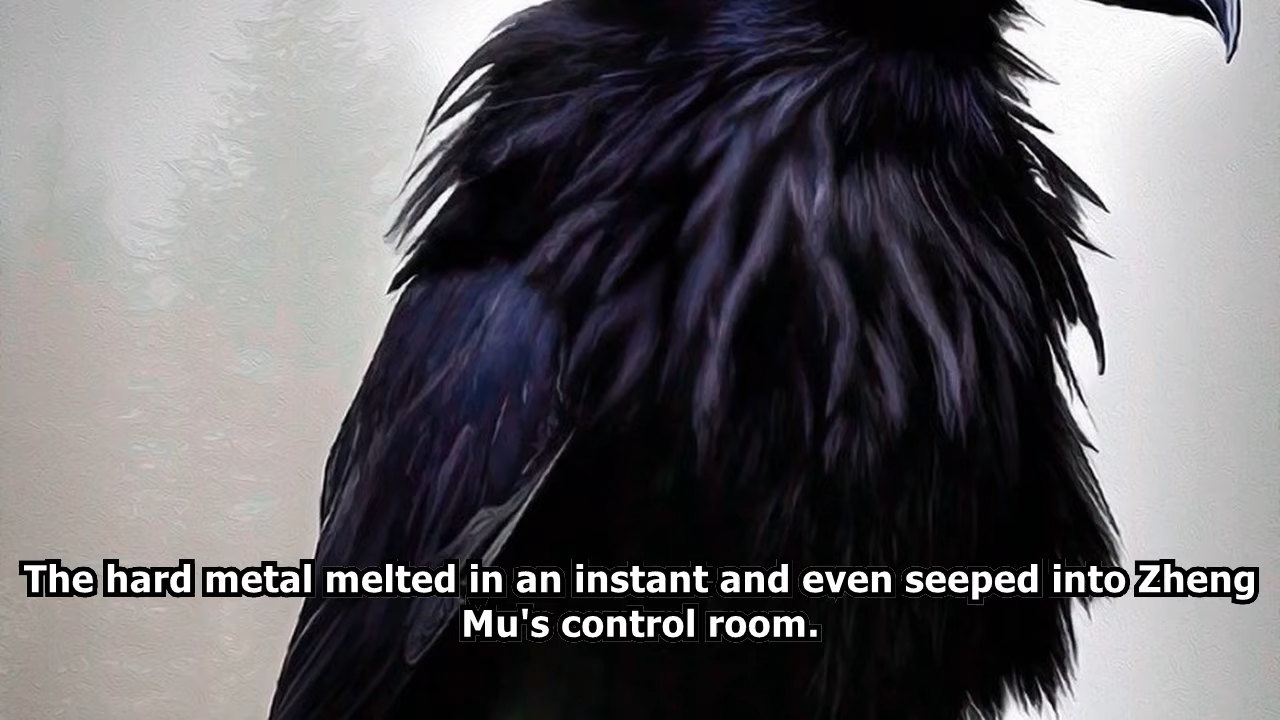 The hard metal melted in an instant and even seeped into Zheng
Mu's control room.